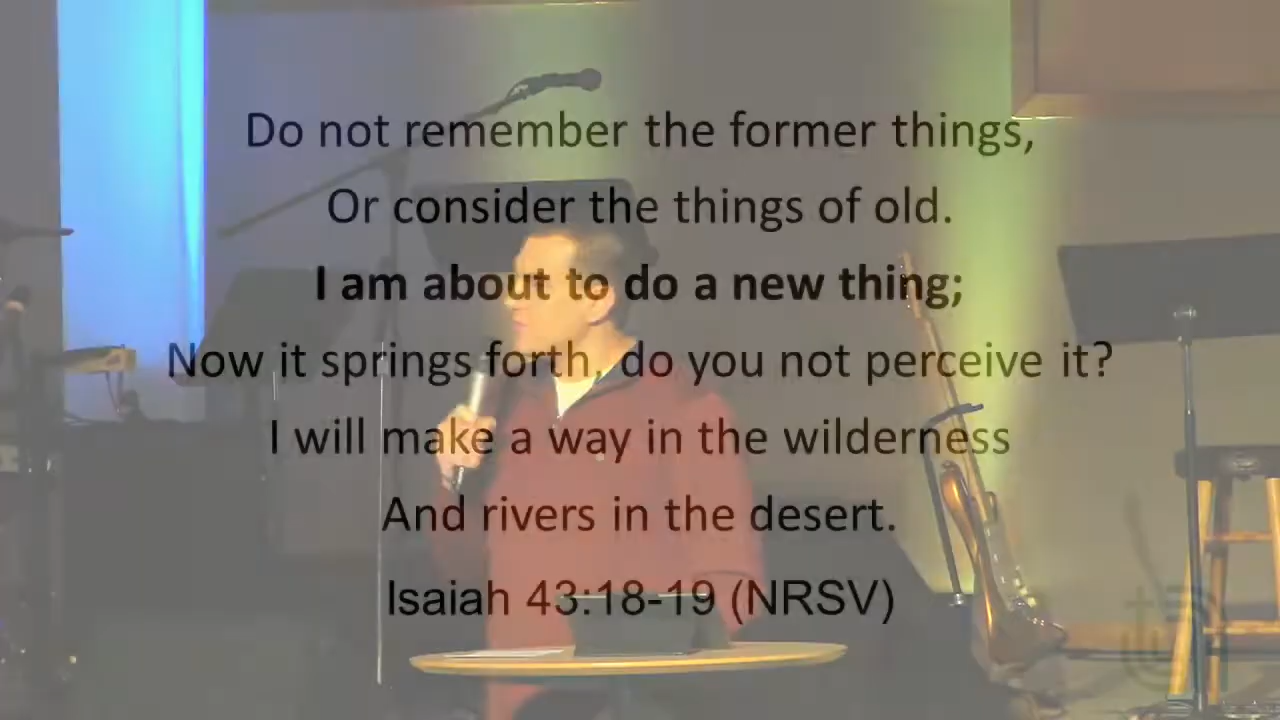 Do not remember the former things,
Or consider the things of old.
I am about to do a new thing;
Now it springs forth, do you not perceive it?
I will make a way in the wilderness
And rivers in the desert.
Isaiah 43:18-19 (NRSV)